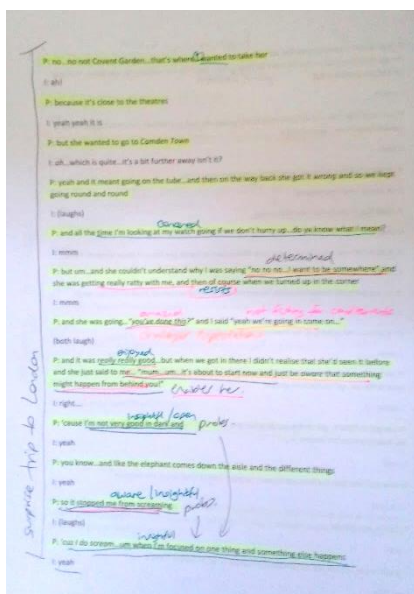 P: no...no not Covent Garden...that's where I wanted to take her
I: ah!
P: because it's close to the theatres
I: yeah yeah it is
P: but she wanted to go to Camden Town
I: oh...which is quite...it's a bit further away isn't it?
P: yeah and it meant going on the tube...and then on the way back she got it wrong and so we kept
going round and round
I: (laughs)
P: and all the time I'm looking at my watch going if we don't hurry up...do ya know what I mean?
I: mmm
determined
P: but um...and she couldn't understand why I was saying "no no no...I want to be somewhere" and
she was getting really ratty with me, and then of course when we turned up in the corner
I: mmm
P: and she was going..."you've done this?" and I said "yeah we're going in come on..."
(both laugh)
enjoyed
P: and it was really really good...but when we got in there I didn't realise that she'd seen it before
and she just said to me..."mum...um...it's about to start now and just be aware that something
might happen from behind you!"
I: right...
insightful / open
P: 'cause I'm not very good in dark and
probes.
I: yeah
P: you know...and like the elephant comes down the aisle and the different things
I: yeah
aware / insightful
P: so it stopped me from screaming
probes?
I: (laughs)
insightful
P: 'cus I do scream...um when I'm focused on one thing and something else happens
I: yeah
surprise trip to London